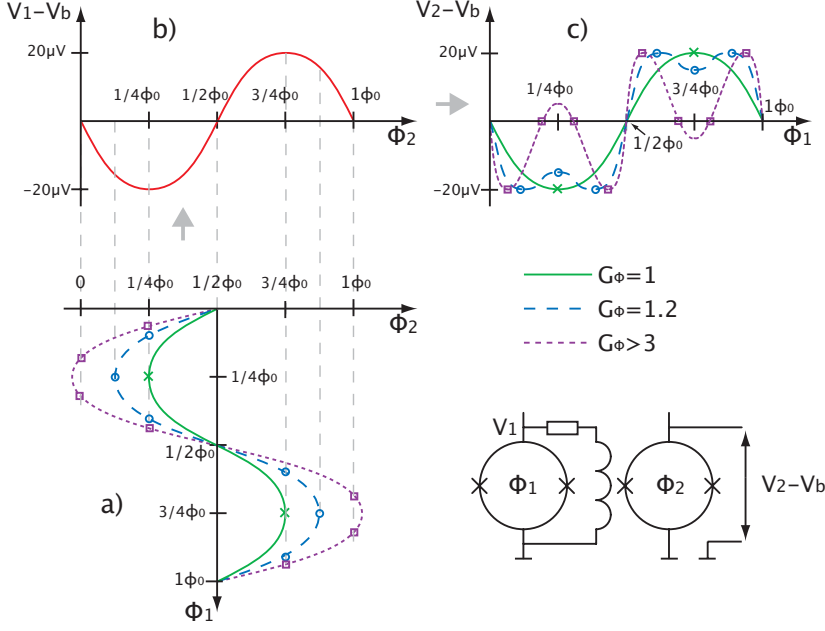 V1–Vb
b)
20μV
1/4Φ0 1/2Φ0 3/4Φ0 1Φ0
Φ2
–20μV
V2–Vb
c)
20μV
1/4Φ0
3/4Φ0
1Φ0
1/2Φ0
Φ1
–20μV
0 1/4Φ0 1/2Φ0 3/4Φ0 1Φ0
Φ2
1/4Φ0
1/2Φ0
a)
3/4Φ0
1Φ0
Φ1
GΦ=1
GΦ=1.2
GΦ>3
V1
Φ1 Φ2 V2–Vb